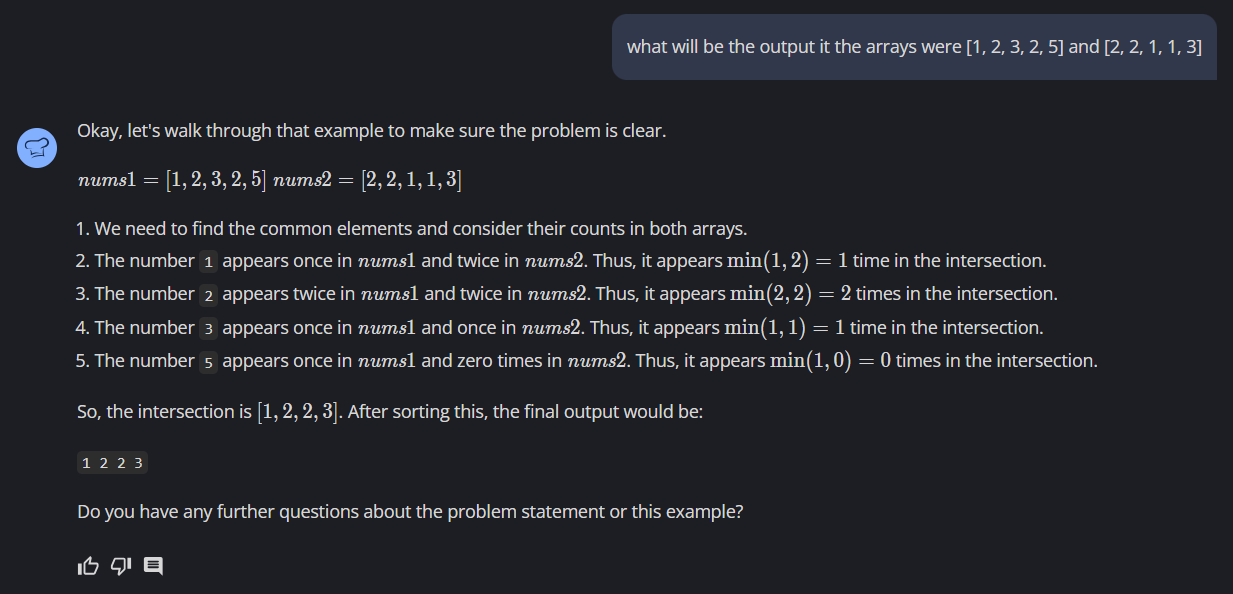 what will be the output it the arrays were [1, 2, 3, 2, 5] and [2, 2, 1, 1, 3]
Okay, let's walk through that example to make sure the problem is clear.
nums1 = [1, 2, 3, 2, 5] nums2 = [2, 2, 1, 1, 3]
1. We need to find the common elements and consider their counts in both arrays.
2. The number 1 appears once in nums1 and twice in nums2. Thus, it appears min(1, 2) = 1 time in the intersection.
3. The number 2 appears twice in nums1 and twice in nums2. Thus, it appears min(2, 2) = 2 times in the intersection.
4. The number 3 appears once in nums1 and once in nums2. Thus, it appears min(1, 1) = 1 time in the intersection.
5. The number 5 appears once in nums1 and zero times in nums2. Thus, it appears min(1, 0) = 0 times in the intersection.
So, the intersection is [1, 2, 2, 3]. After sorting this, the final output would be:
1 2 2 3
Do you have any further questions about the problem statement or this example?